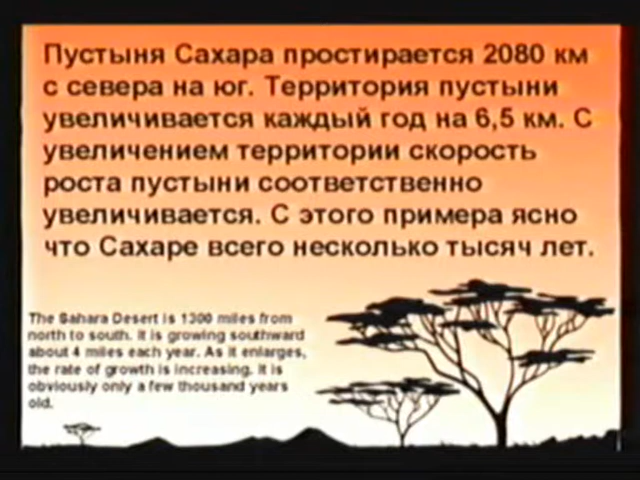 Пустыня Сахара простирается 2080 км
с севера на юг. Территория пустыни
увеличивается каждый год на 6,5 км. С
увеличением территории скорость
роста пустыни соответственно
увеличивается. С этого примера ясно
что Сахаре всего несколько тысяч лет.
The Sahara Desert is 1300 miles from
north to south. It is growing southward
about 4 miles each year. As it enlarges,
the rate of growth is increasing. It is
obviously only a few thousand years
old.